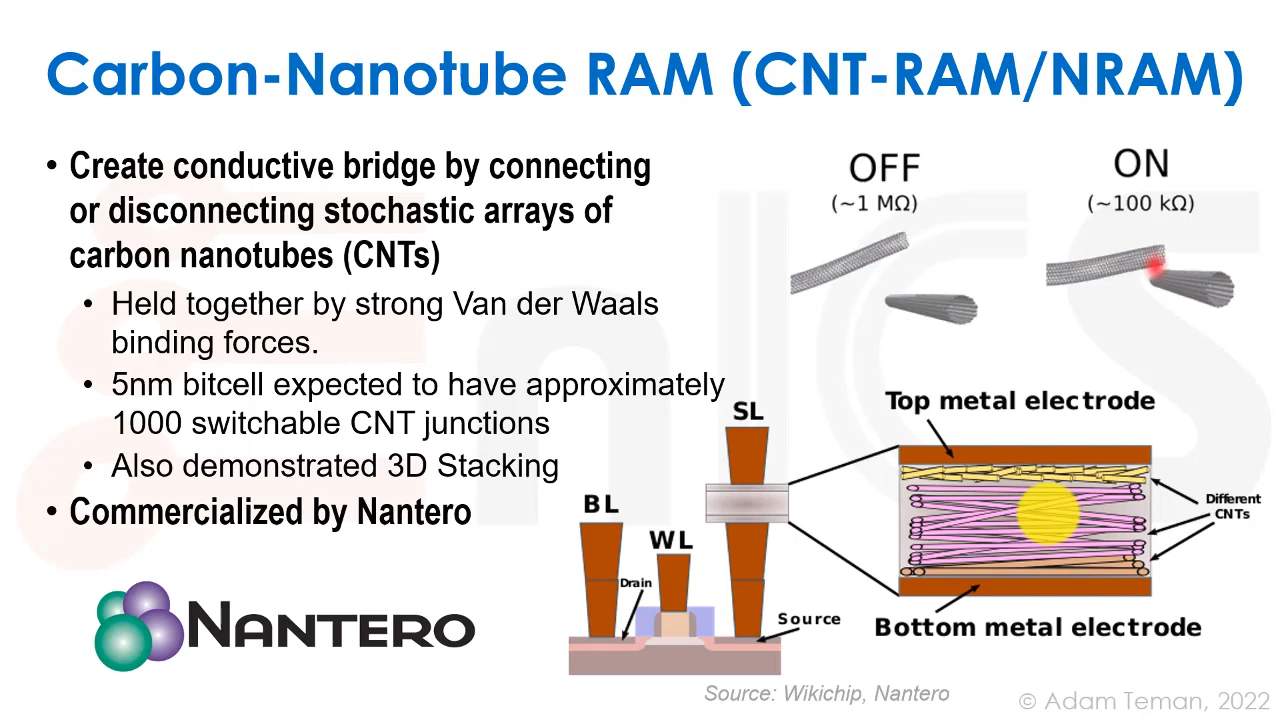 Carbon-Nanotube RAM (CNT-RAM/NRAM)
• Create conductive bridge by connecting
or disconnecting stochastic arrays of
carbon nanotubes (CNTs)
• Held together by strong Van der Waals
binding forces.
• 5nm bitcell expected to have approximately
1000 switchable CNT junctions
• Also demonstrated 3D Stacking
• Commercialized by Nantero
NANTERO
OFF
(~1 MΩ)
ON
(~100 kΩ)
SL
BL
WL
Drain
Source
Top metal electrode
Different
CNTs
Bottom metal electrode
Source: Wikichip, Nantero
© Adam Teman, 2022
enICS